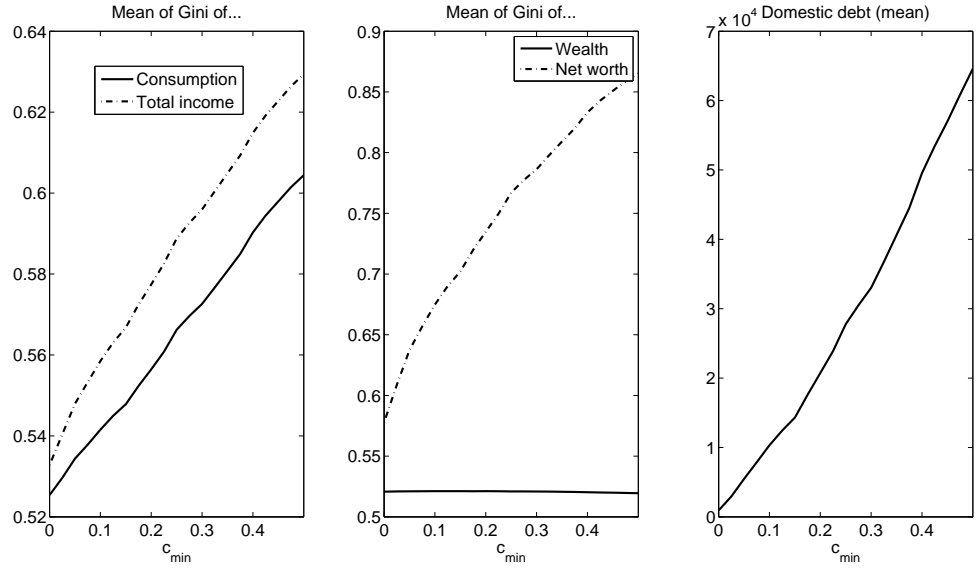 Mean of Gini of...
0.64
0.62
0.6
0.58
0.56
0.54
0.52
0 0.1 0.2 0.3 0.4
c_min
Consumption
Total income
Mean of Gini of...
0.9
0.85
0.8
0.75
0.7
0.65
0.6
0.55
0.5
0 0.1 0.2 0.3 0.4
c_min
Wealth
Net worth
x 10^4 Domestic debt (mean)
7
6
5
4
3
2
1
0
0 0.1 0.2 0.3 0.4
c_min